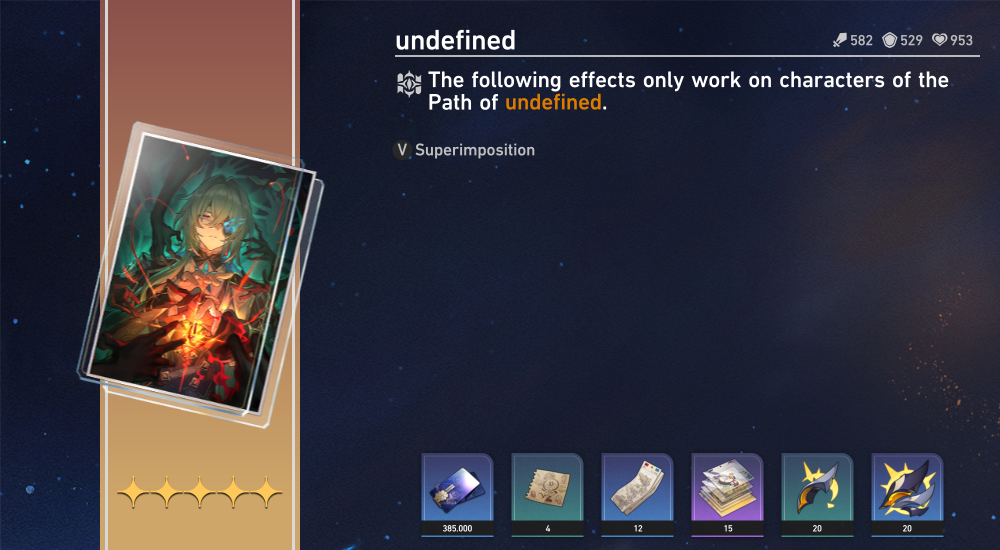 undefined
582 529 953
The following effects only work on characters of the
Path of undefined.
V Superimposition
385.000 4 12 15 20 20